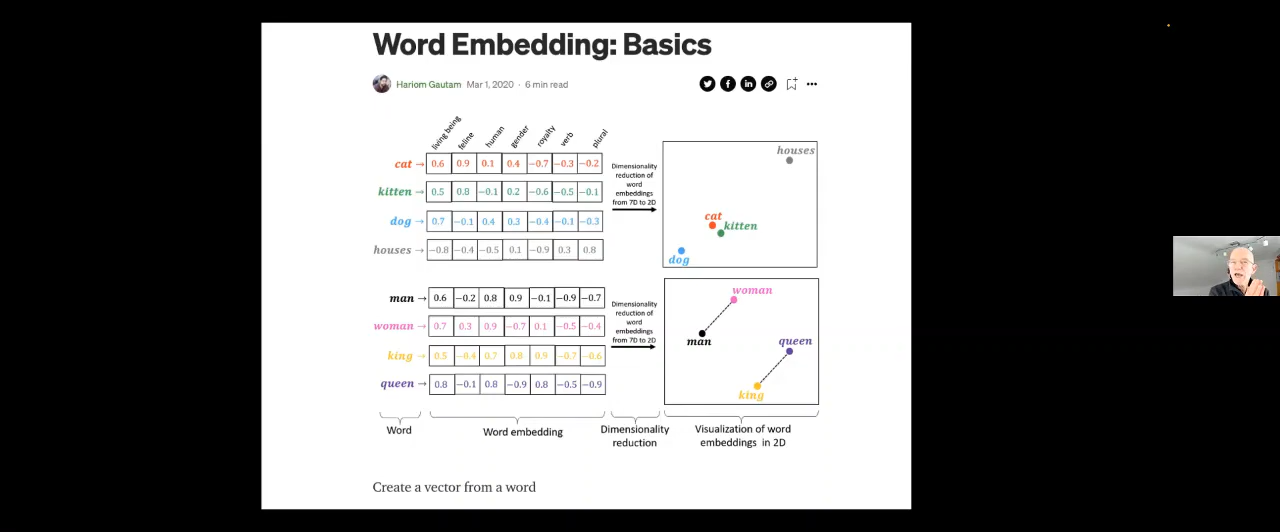 Word Embedding: Basics
Hariom Gautam Mar 1, 2020 · 6 min read
living being feline human gender royalty verb plural
cat → 0.6 0.9 0.1 0.4 −0.7 −0.3 −0.2
kitten → 0.5 0.8 −0.1 0.2 −0.6 −0.5 −0.1
dog → 0.7 −0.1 0.4 0.3 −0.4 −0.1 −0.3
houses → −0.8 −0.4 −0.5 0.1 −0.9 0.3 0.8
Dimensionality
reduction of
word
embeddings
from 7D to 2D
houses
cat
kitten
dog
man → 0.6 −0.2 0.8 0.9 −0.1 −0.9 −0.7
woman → 0.7 0.3 0.9 −0.7 0.1 −0.5 −0.4
king → 0.5 −0.4 0.7 0.8 0.9 −0.7 −0.6
queen → 0.8 −0.1 0.8 −0.9 0.8 −0.5 −0.9
Dimensionality
reduction of
word
embeddings
from 7D to 2D
woman
man
queen
king
Word
Word embedding
Dimensionality
reduction
Visualization of word
embeddings in 2D
Create a vector from a word